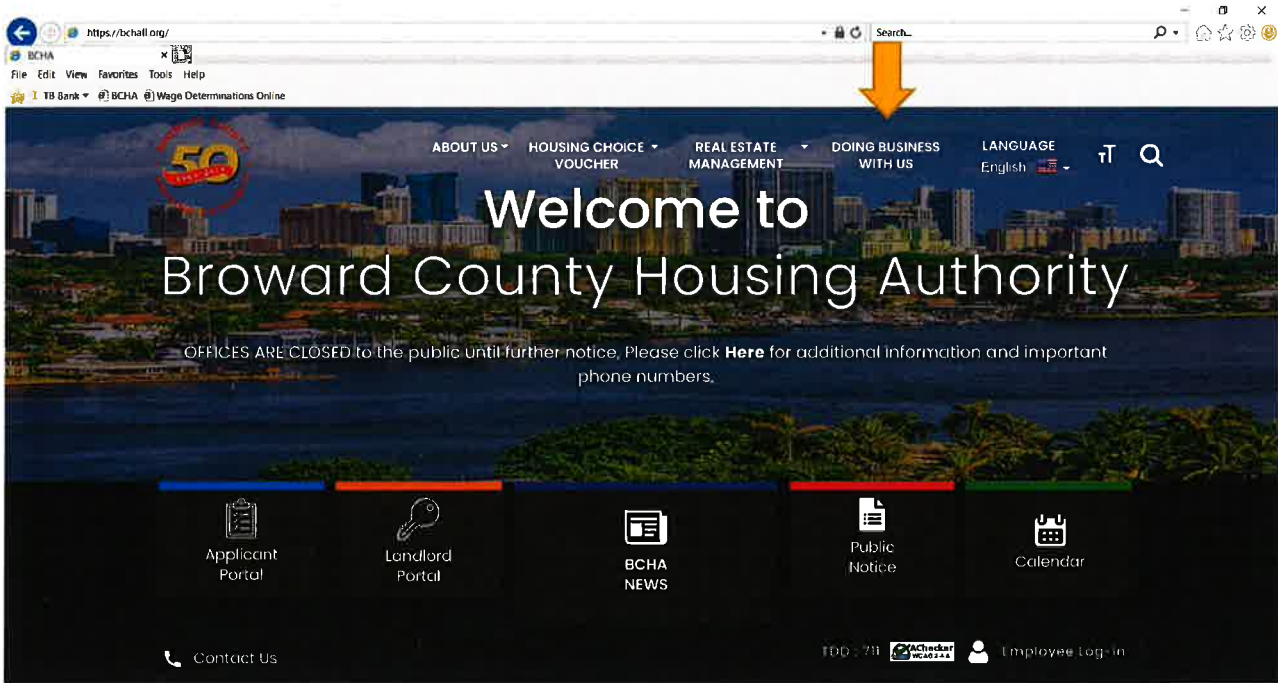 https://bchafl.org/
Search...
BCHA
File Edit View Favorites Tools Help
TB Bank BCHA Wage Determinations Online
50
ABOUT US
HOUSING CHOICE
VOUCHER
REAL ESTATE
MANAGEMENT
DOING BUSINESS
WITH US
LANGUAGE
English
TT
Welcome to
Broward County Housing Authority
OFFICES ARE CLOSED to the public until further notice, Please click Here for additional information and important
phone numbers.
Applicant
Portal
Landlord
Portal
BCHA
NEWS
Public
Notice
Calendar
Contact Us
TDD : 711
AChecker
Employee Log-in